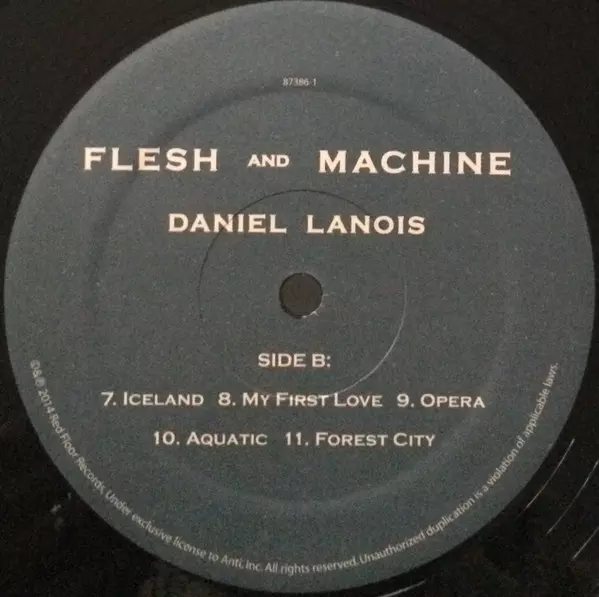 87386 1
FLESH AND MACHINE
DANIEL LANOIS
SIDE B:
7. ICELAND 8. MY FIRST LOVE 9. OPERA
10. AQUATIC 11. FOREST CITY
©&℗ 2014 Red Floor Records. Under exclusive license to Anti, Inc. All rights reserved. Unauthorized duplication is a violation of applicable laws.